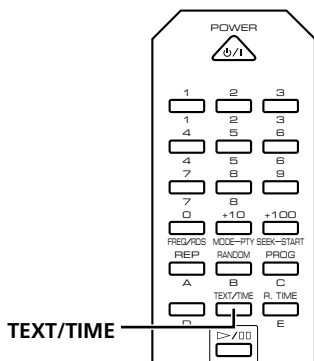 POWER
⏻/I
1 2 3
1 2 3
4 5 6
4 5 6
7 8 9
7 8
0 +10 +100
FREQ/RDS MODE–PTY SEEK–START
REP RANDOM PROG
A B C
TEXT/TIME R. TIME
D E
TEXT/TIME